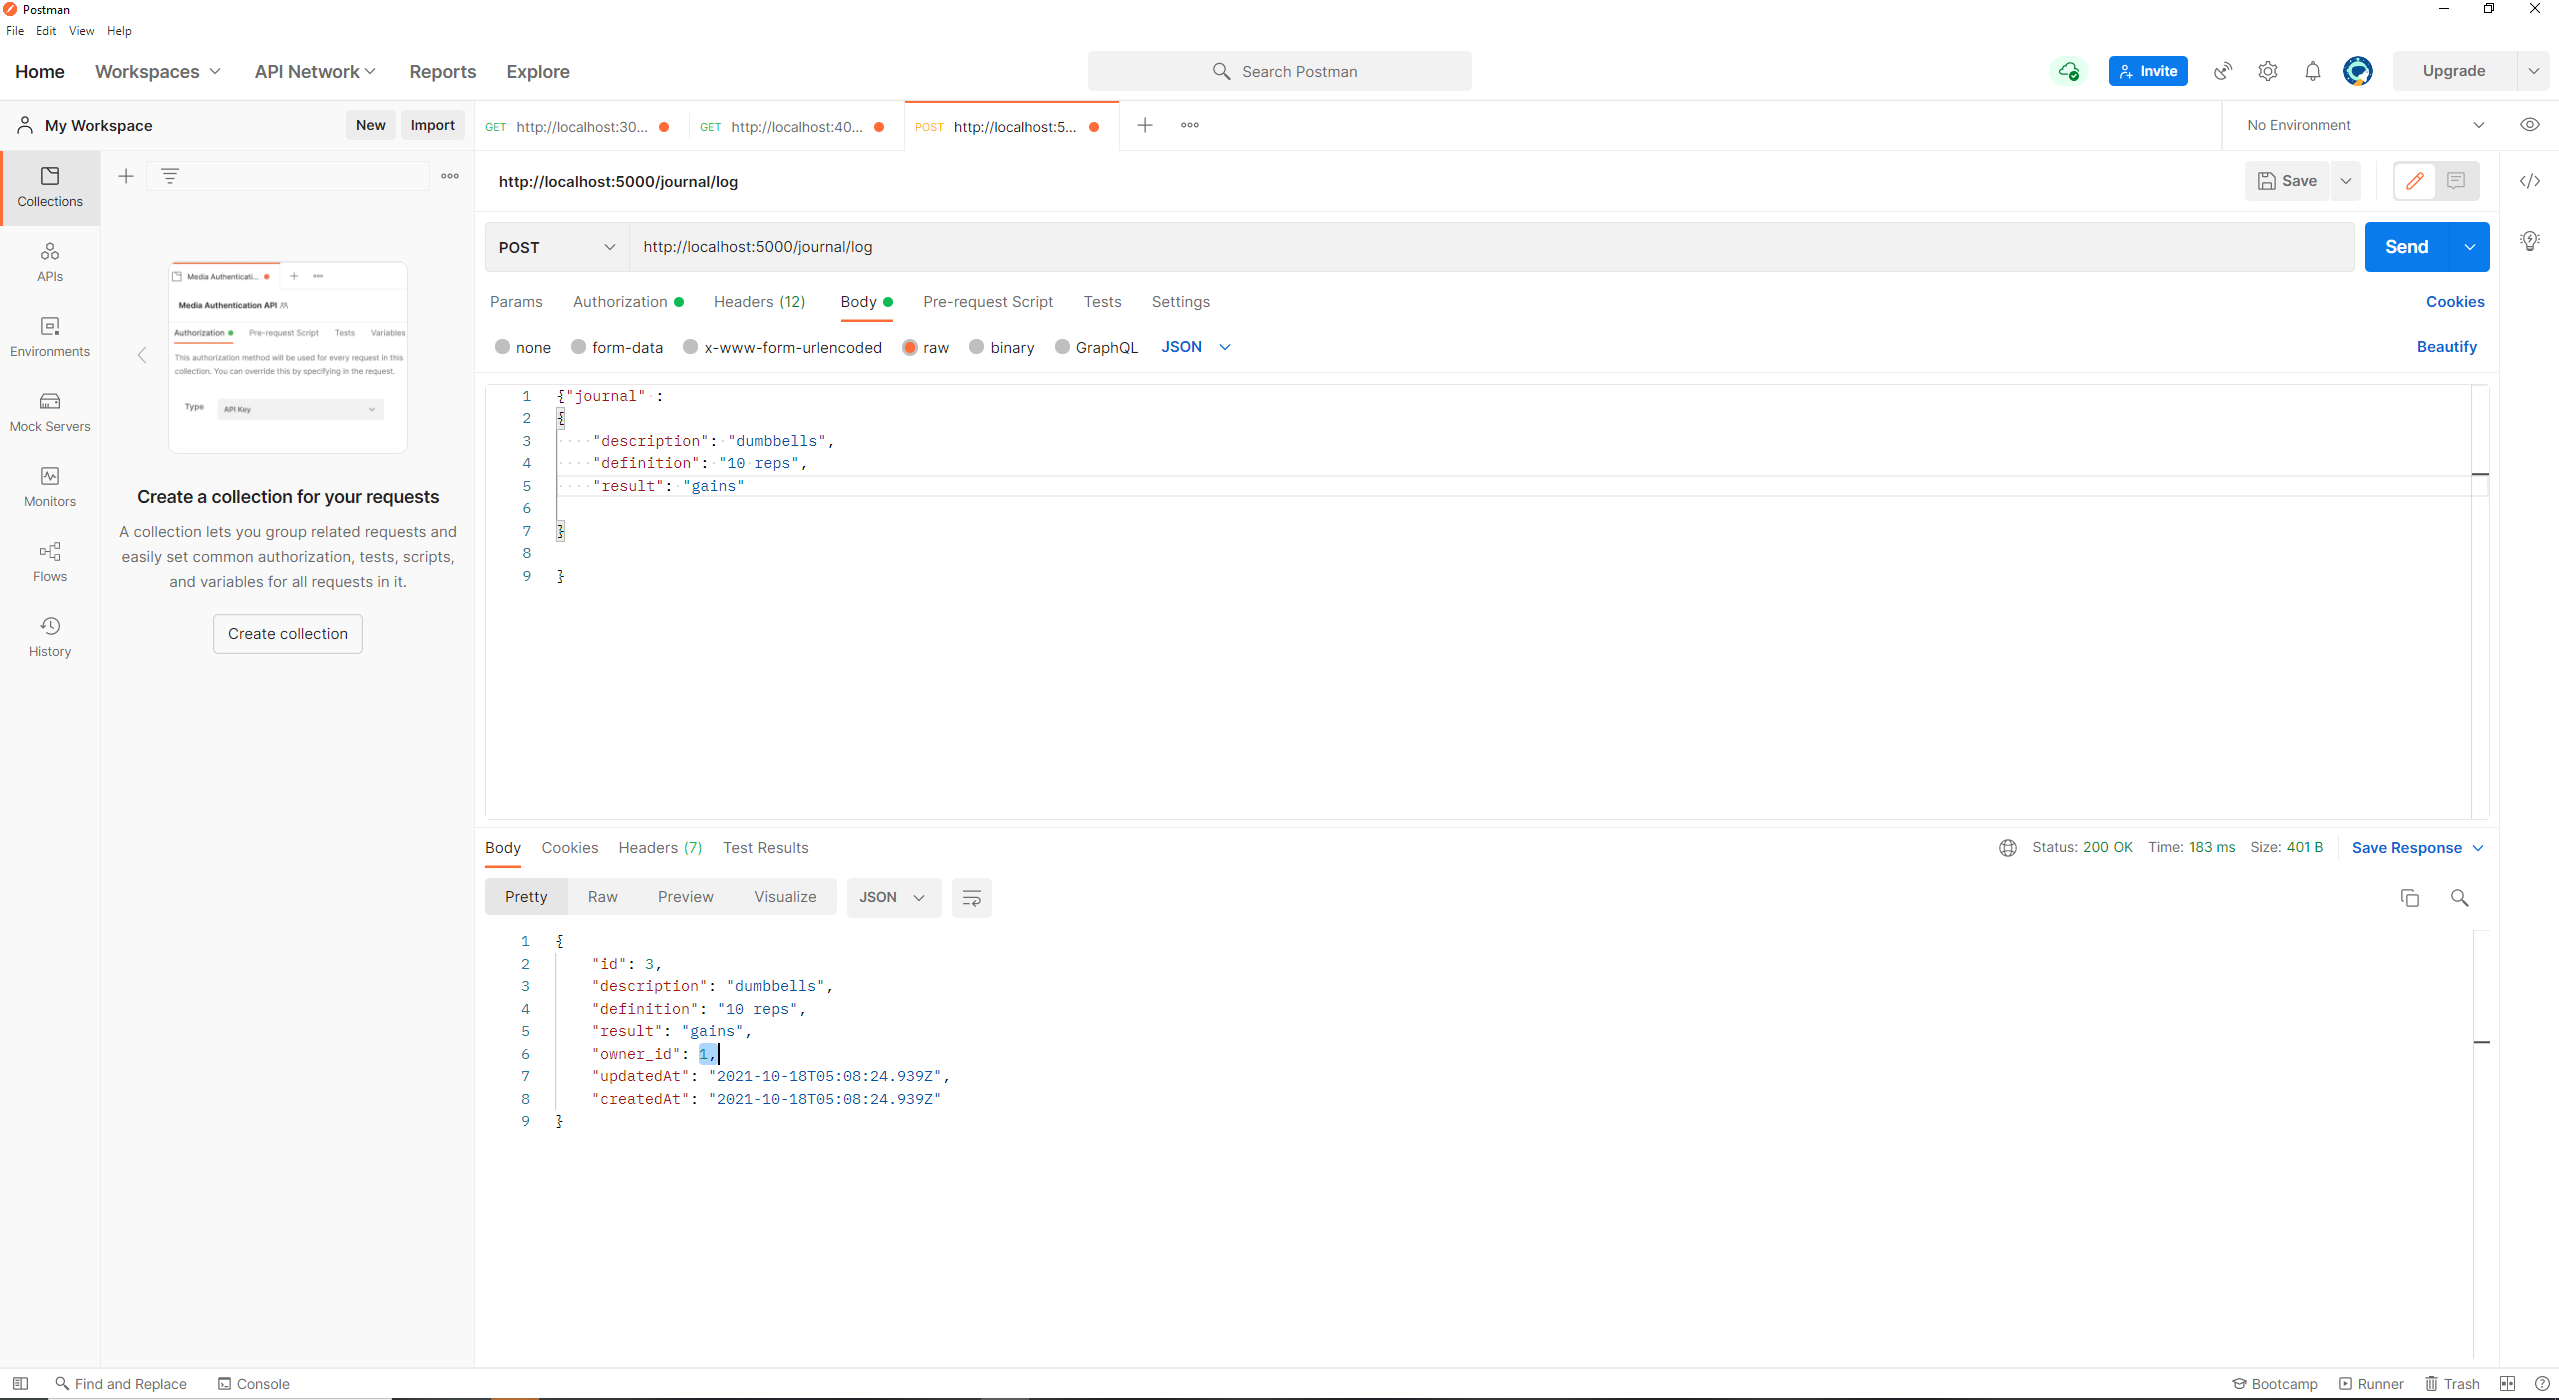 Postman
File Edit View Help
Home Workspaces API Network Reports Explore
Search Postman
Invite
Upgrade
My Workspace
New
Import
GET http://localhost:30...
GET http://localhost:40...
POST http://localhost:5...
No Environment
Collections
APIs
Environments
Mock Servers
Monitors
Flows
History
Media Authenticati...
Media Authentication API
Authorization Pre-request Script Tests Variables
This authorization method will be used for every request in this
collection. You can override this by specifying in the request.
Type API Key
Create a collection for your requests
A collection lets you group related requests and
easily set common authorization, tests, scripts,
and variables for all requests in it.
Create collection
http://localhost:5000/journal/log
Save
POST http://localhost:5000/journal/log
Send
Params Authorization Headers (12) Body Pre-request Script Tests Settings
Cookies
none form-data x-www-form-urlencoded raw binary GraphQL JSON
Beautify
1 {"journal" :
2 {
3 "description": "dumbbells",
4 "definition": "10 reps",
5 "result": "gains"
6
7 }
8
9 }
Body Cookies Headers (7) Test Results
Status: 200 OK Time: 183 ms Size: 401 B Save Response
Pretty Raw Preview Visualize JSON
1 {
2 "id": 3,
3 "description": "dumbbells",
4 "definition": "10 reps",
5 "result": "gains",
6 "owner_id": 1,
7 "updatedAt": "2021-10-18T05:08:24.939Z",
8 "createdAt": "2021-10-18T05:08:24.939Z"
9 }
Find and Replace Console
Bootcamp Runner Trash